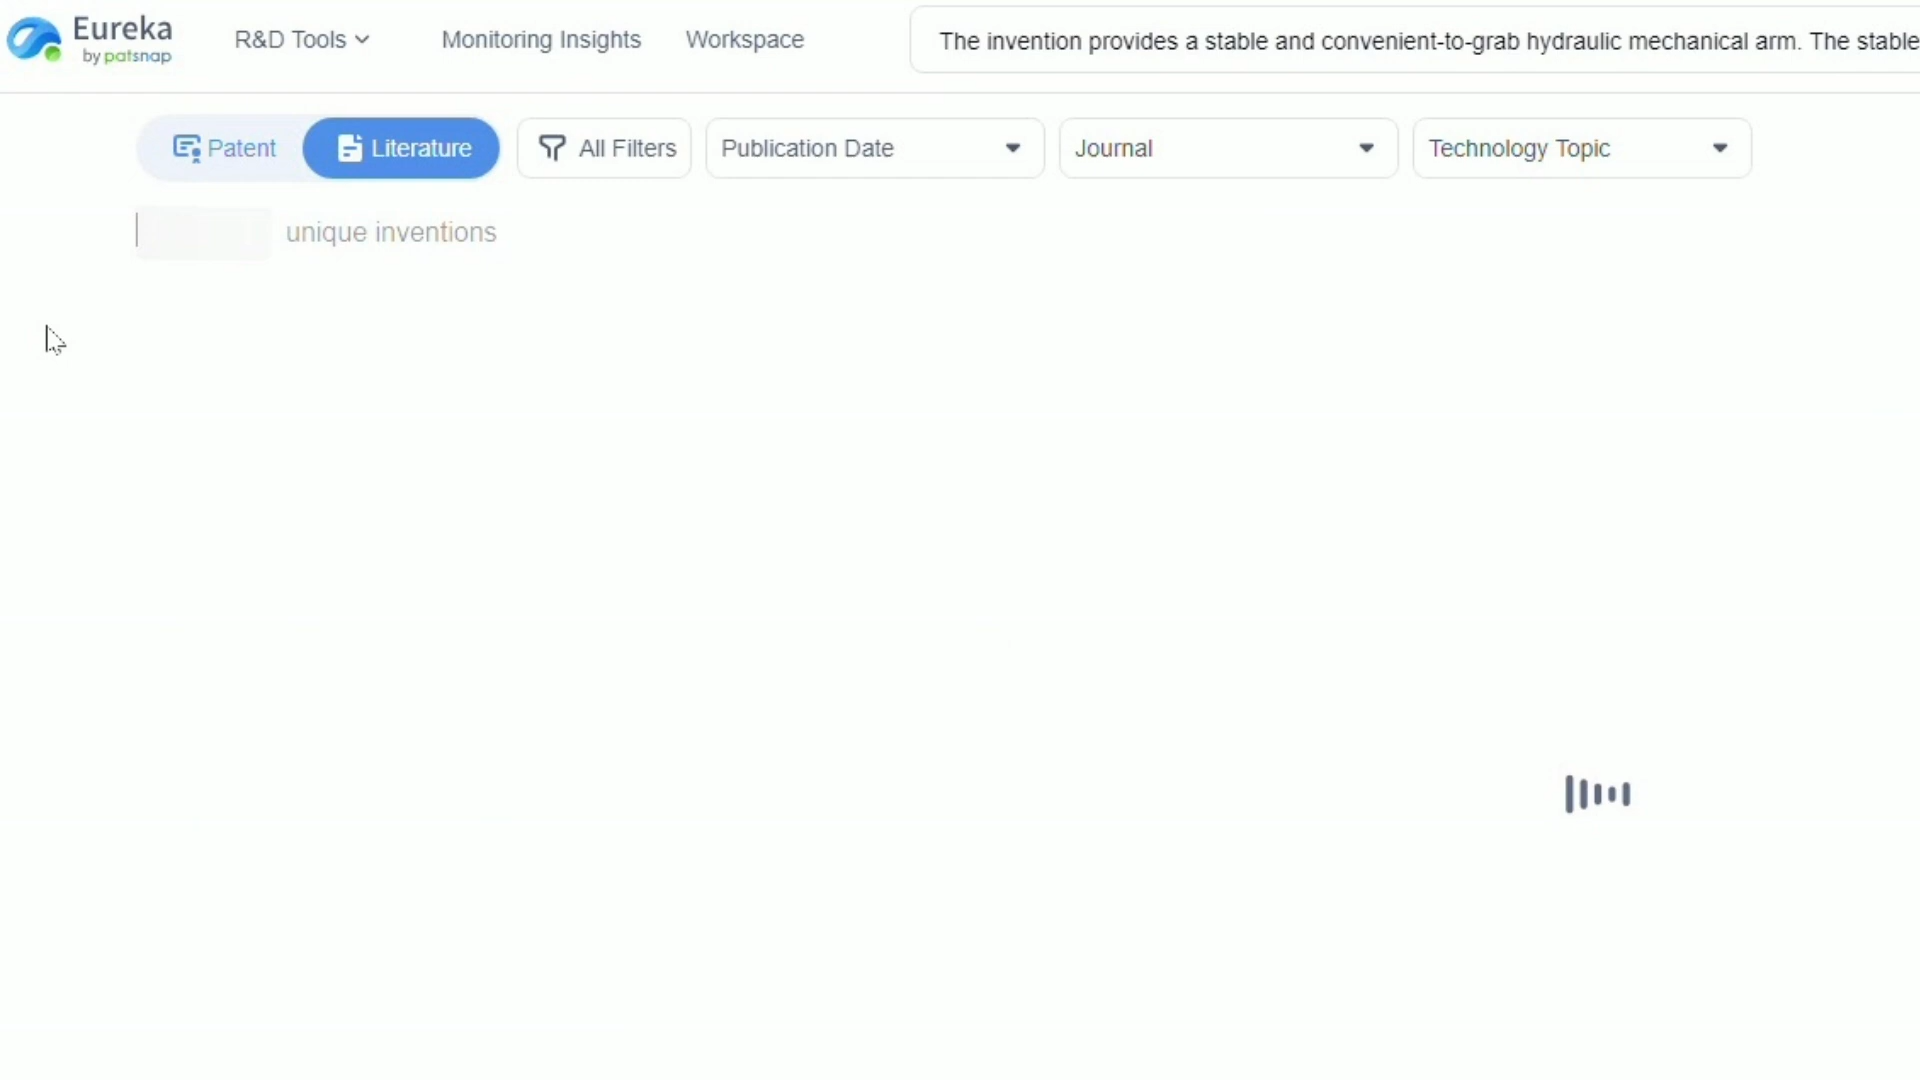 Eureka
by patsnap
R&D Tools
Monitoring Insights
Workspace
The invention provides a stable and convenient-to-grab hydraulic mechanical arm. The stable
Patent
Literature
All Filters
Publication Date
Journal
Technology Topic
unique inventions